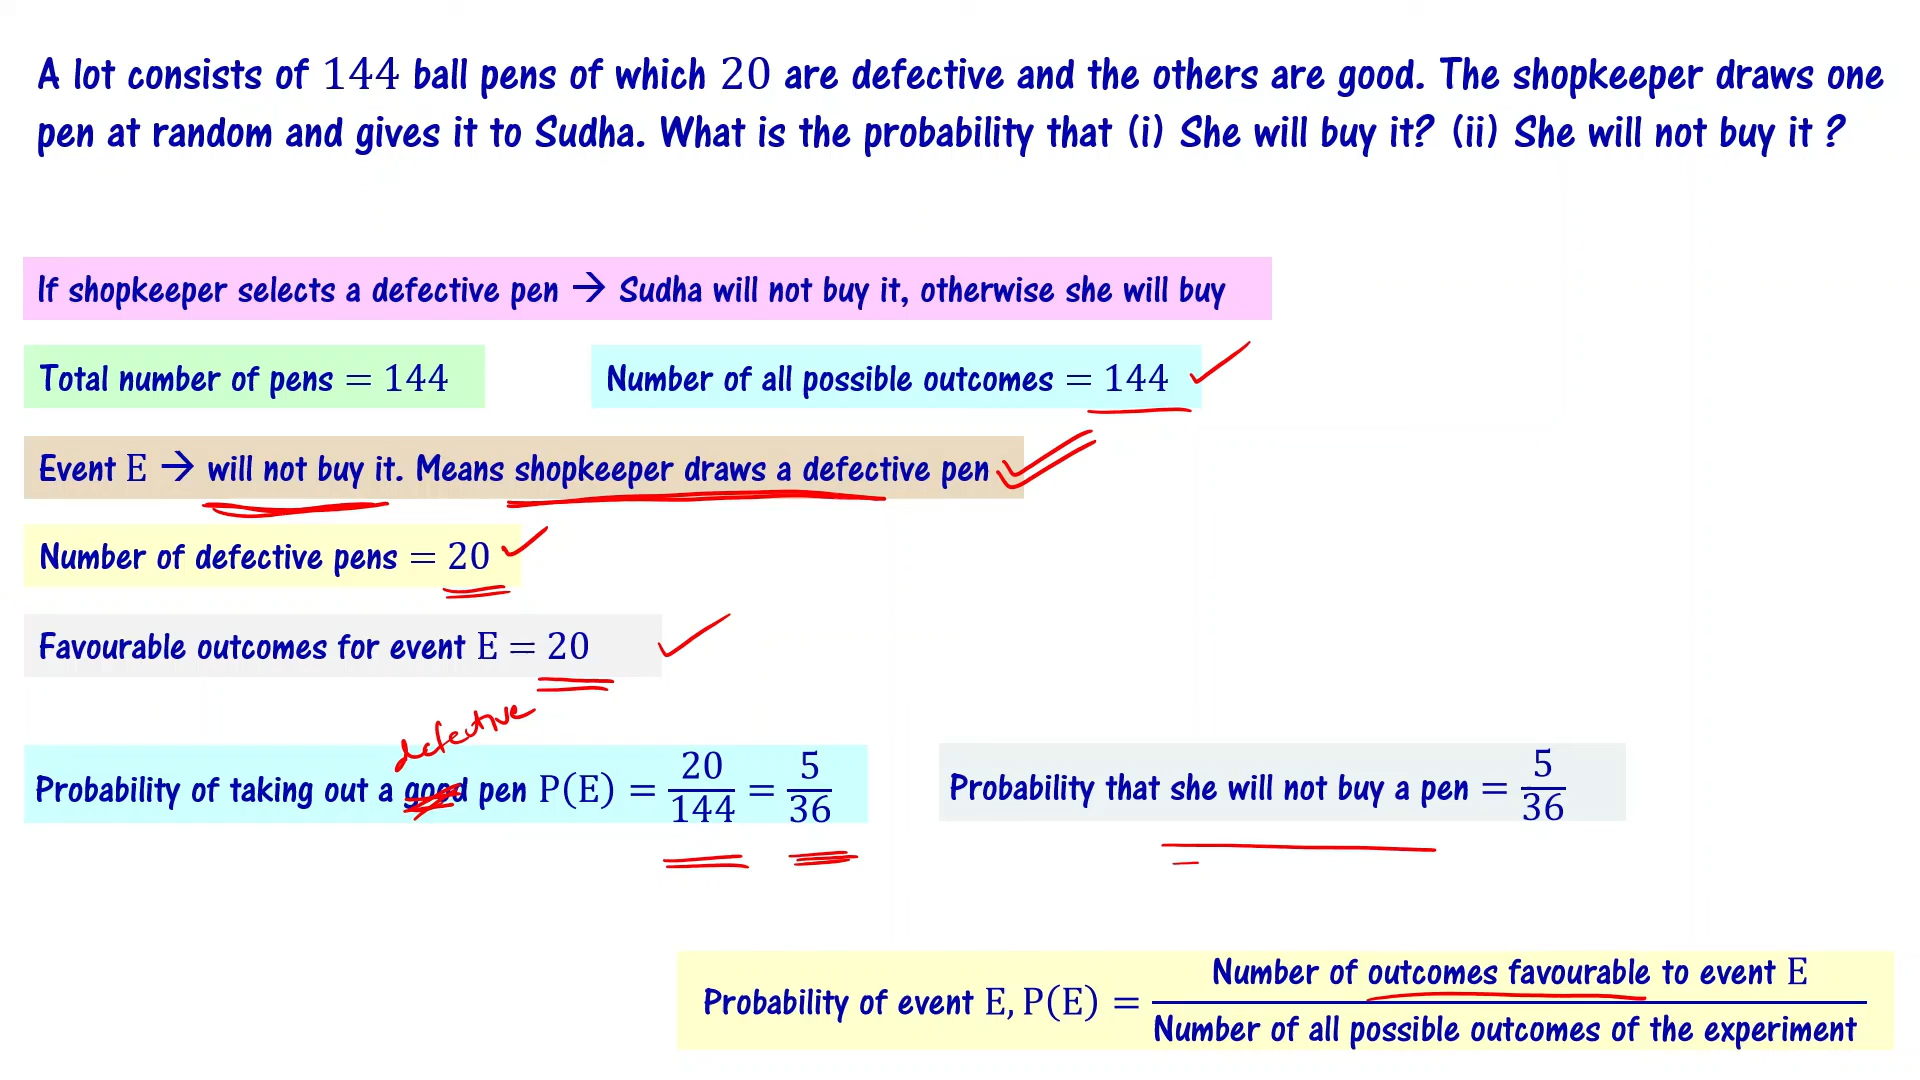 A lot consists of 144 ball pens of which 20 are defective and the others are good. The shopkeeper draws one
pen at random and gives it to Sudha. What is the probability that (i) She will buy it? (ii) She will not buy it ?
If shopkeeper selects a defective pen → Sudha will not buy it, otherwise she will buy
Total number of pens = 144
Number of all possible outcomes = 144
Event E → will not buy it. Means shopkeeper draws a defective pen
Number of defective pens = 20
Favourable outcomes for event E = 20
defective
Probability of taking out a good pen P(E) = 20/144 = 5/36
Probability that she will not buy a pen = 5/36
Probability of event E, P(E) = Number of outcomes favourable to event E
Number of all possible outcomes of the experiment